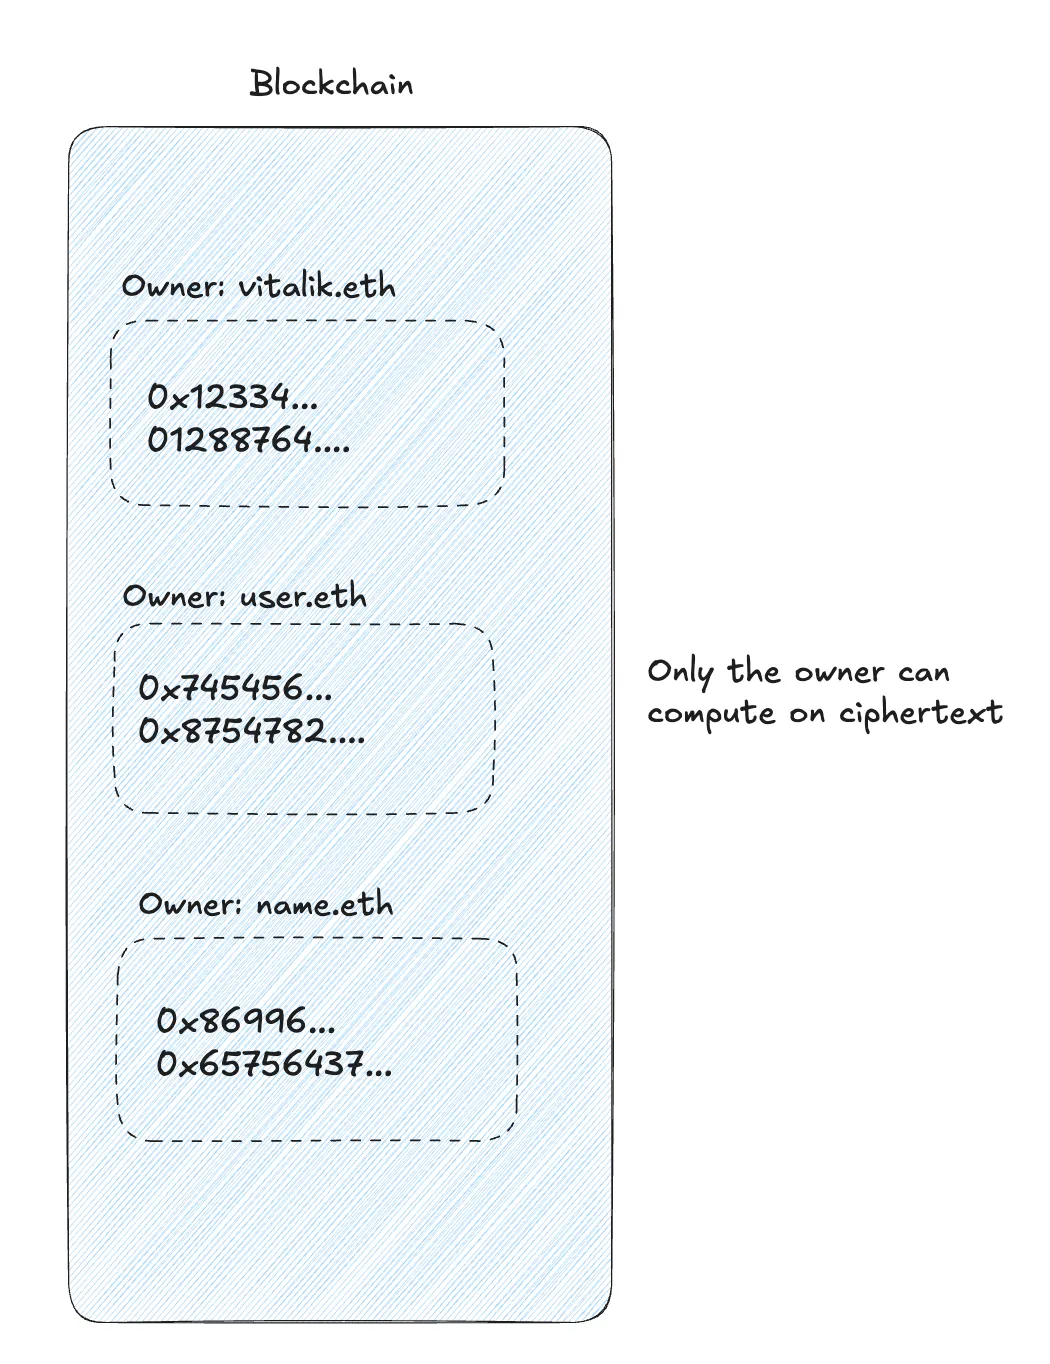 Blockchain
Owner: vitalik.eth
0x12334...
01288764....
Owner: user.eth
0x745456...
0x8754782....
Only the owner can
compute on ciphertext
Owner: name.eth
0x86996...
0x65756437...